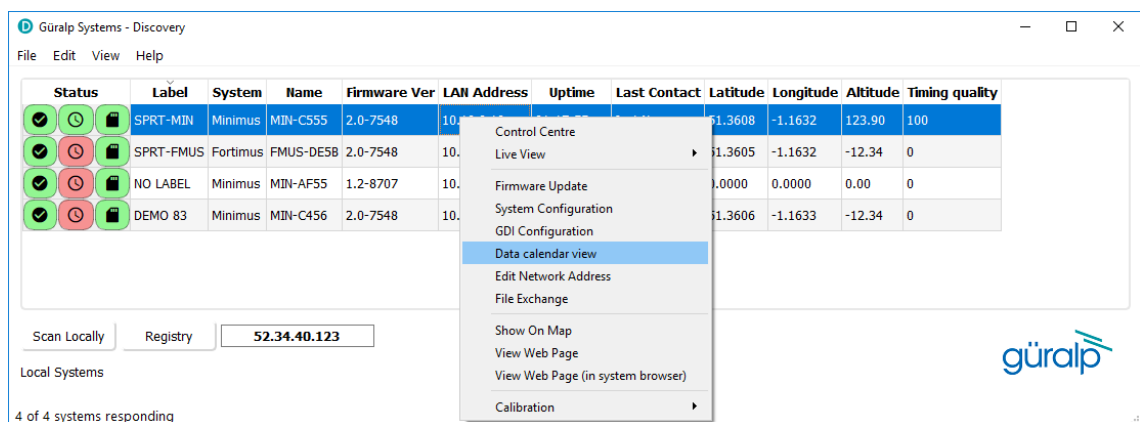 Güralp Systems - Discovery
File Edit View Help
Status Label System Name Firmware Ver LAN Address Uptime Last Contact Latitude Longitude Altitude Timing quality
SPRT-MIN Minimus MIN-C555 2.0-7548 51.3608 -1.1632 123.90 100
Control Centre
SPRT-FMUS Fortimus FMUS-DE5B 2.0-7548 10. Live View 51.3605 -1.1632 -12.34 0
NO LABEL Minimus MIN-AF55 1.2-8707 10. Firmware Update 0.0000 0.00 0
System Configuration
DEMO 83 Minimus MIN-C456 2.0-7548 10. 51.3606 -1.1633 -12.34 0
GDI Configuration
Data calendar view
Edit Network Address
File Exchange
Scan Locally Registry 52.34.40.123 Show On Map
View Web Page
güralp
Local Systems View Web Page (in system browser)
Calibration
4 of 4 systems responding